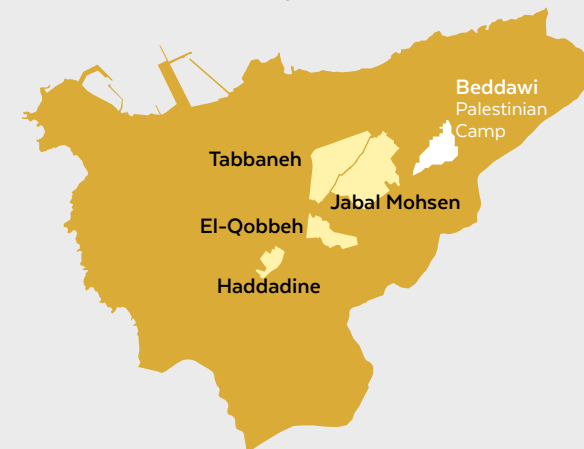 Beddawi
Palestinian
Camp
Tabbaneh
Jabal Mohsen
El-Qobbeh
Haddadine